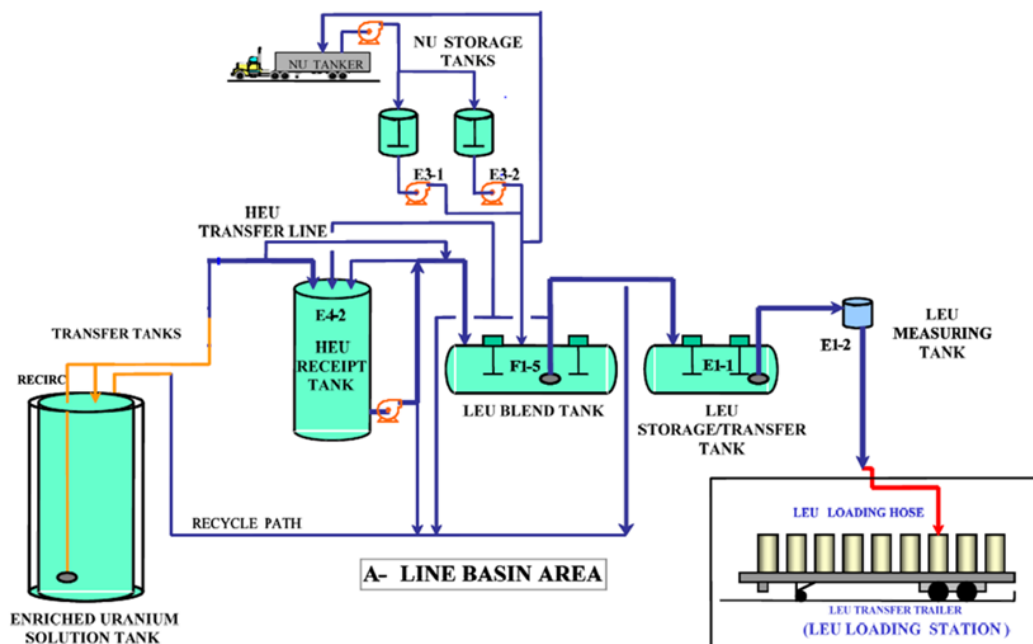 NU STORAGE
TANKS
NU TANKER
E3-1
E3-2
HEU
TRANSFER LINE
TRANSFER TANKS
RECIRC
E4-2
HEU
RECEIPT
TANK
F1-5
LEU BLEND TANK
E1-1
LEU
STORAGE/TRANSFER
TANK
E1-2
LEU
MEASURING
TANK
RECYCLE PATH
A- LINE BASIN AREA
ENRICHED URANIUM
SOLUTION TANK
LEU LOADING HOSE
LEU TRANSFER TRAILER
(LEU LOADING STATION )